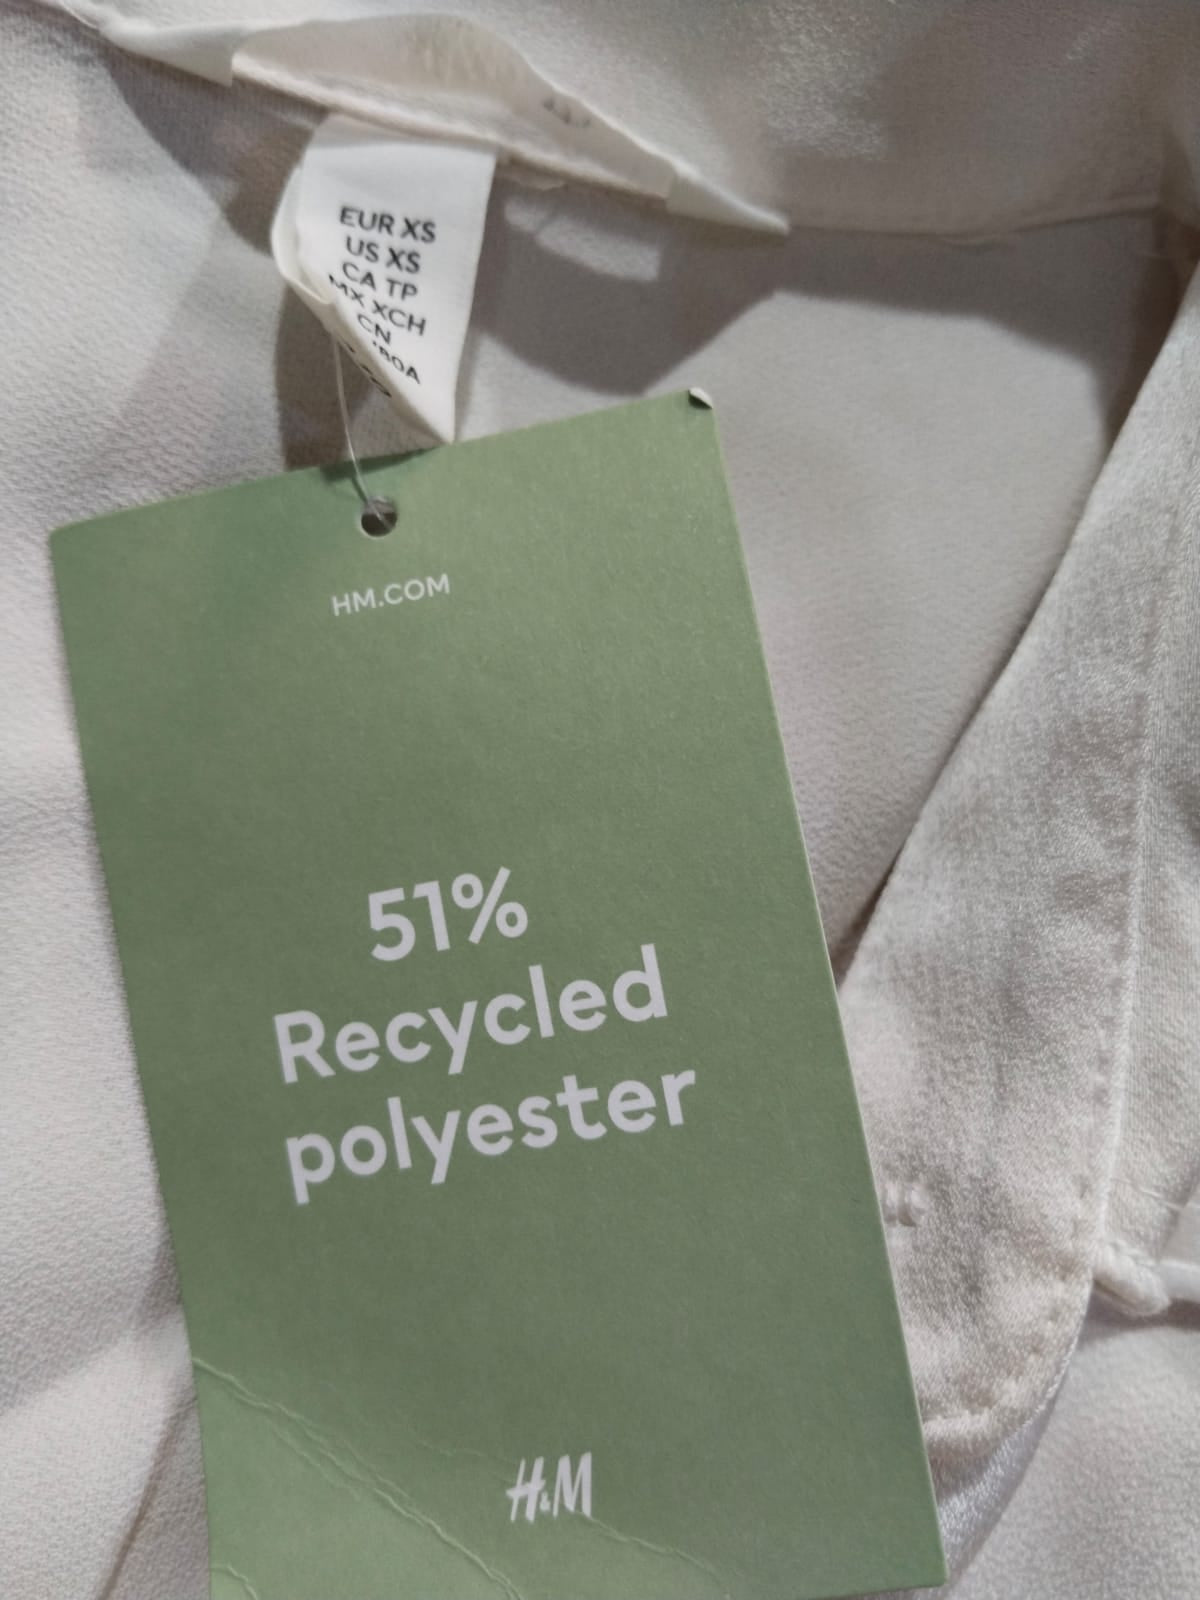 EUR XS
US XS
CA TP
MX XCH
CN
HM.COM
51%
Recycled
polyester
H&M